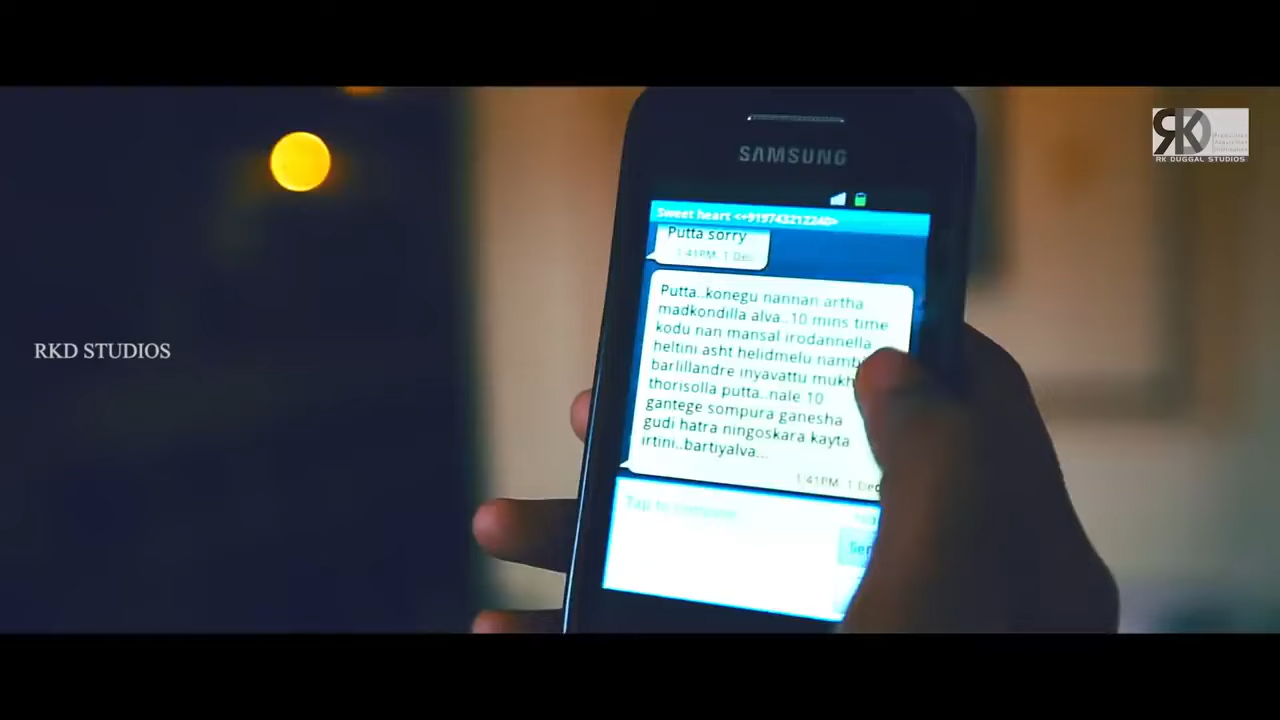 RK
RK DUGGAL STUDIOS
SAMSUNG
Sweet heart <+919743212240>
Putta sorry
1:41PM, 1 Dec
Putta..konegu nannan artha
madkondilla alva..10 mins time
kodu nan mansal irodannella
heltini asht helidmelu nambi
barlillandre inyavattu mukh
thorisolla putta..nale 10
gantege sompura ganesha
gudi hatra ningoskara kayta
irtini..bartiyalva...
1:41PM, 1 Dec
Tap to compose
RKD STUDIOS